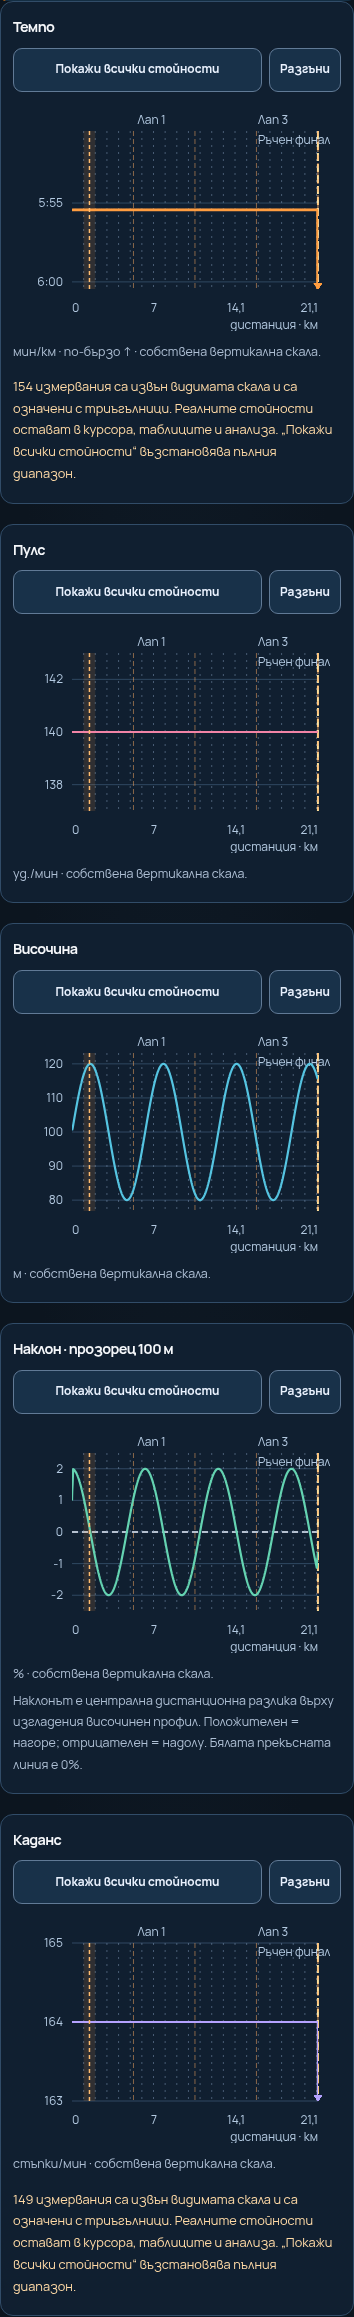 Темпо
Покажи всички стойности
Разгъни
Лап 1
Лап 3
Ръчен финал
5:55
6:00
0
7
14,1
21,1
дистанция · км
мин/км · по-бързо ↑ · собствена вертикална скала.
154 измервания са извън видимата скала и са
означени с триъгълници. Реалните стойности
остават в курсора, таблиците и анализа. „Покажи
всички стойности“ възстановява пълния
диапазон.
Пулс
Покажи всички стойности
Разгъни
Лап 1
Лап 3
Ръчен финал
142
140
138
0
7
14,1
21,1
дистанция · км
уд./мин · собствена вертикална скала.
Височина
Покажи всички стойности
Разгъни
Лап 1
Лап 3
Ръчен финал
120
110
100
90
80
0
7
14,1
21,1
дистанция · км
м · собствена вертикална скала.
Наклон · прозорец 100 м
Покажи всички стойности
Разгъни
Лап 1
Лап 3
Ръчен финал
2
1
0
-1
-2
0
7
14,1
21,1
дистанция · км
% · собствена вертикална скала.
Наклонът е централна дистанционна разлика върху
изгладения височинен профил. Положителен =
нагоре; отрицателен = надолу. Бялата прекъсната
линия е 0%.
Каданс
Покажи всички стойности
Разгъни
Лап 1
Лап 3
Ръчен финал
165
164
163
0
7
14,1
21,1
дистанция · км
стъпки/мин · собствена вертикална скала.
149 измервания са извън видимата скала и са
означени с триъгълници. Реалните стойности
остават в курсора, таблиците и анализа. „Покажи
всички стойности“ възстановява пълния
диапазон.